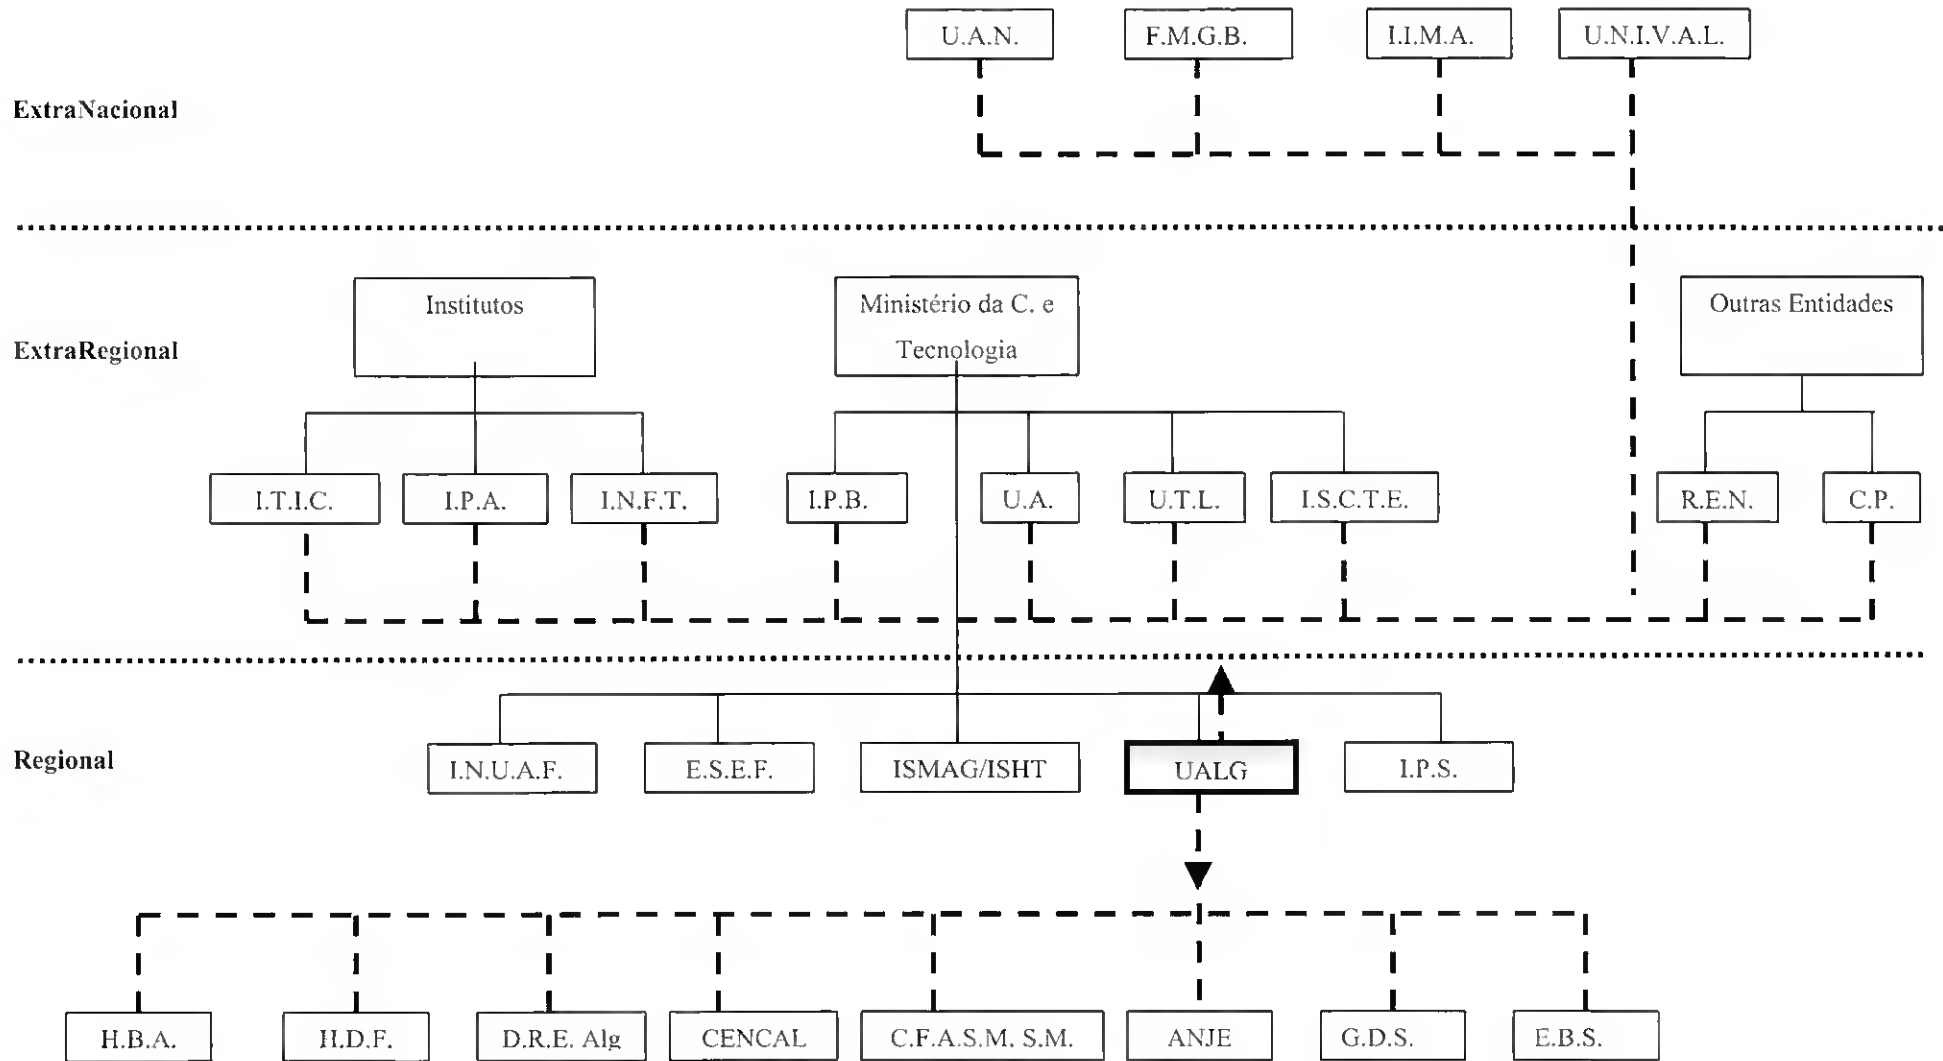 U.A.N. F.M.G.B. I.I.M.A. U.N.I.V.A.L.
ExtraNacional
Institutos Ministério da C. e Outras Entidades
ExtraRegional Tecnologia
I.T.I.C. I.P.A. I.N.F.T. I.P.B. U.A. U.T.L. I.S.C.T.E. R.E.N. C.P.
Regional I.N.U.A.F. E.S.E.F. ISMAG/ISHT UALG I.P.S.
H.B.A. H.D.F. D.R.E. Alg CENCAL C.F.A.S.M. S.M. ANJE G.D.S. E.B.S.